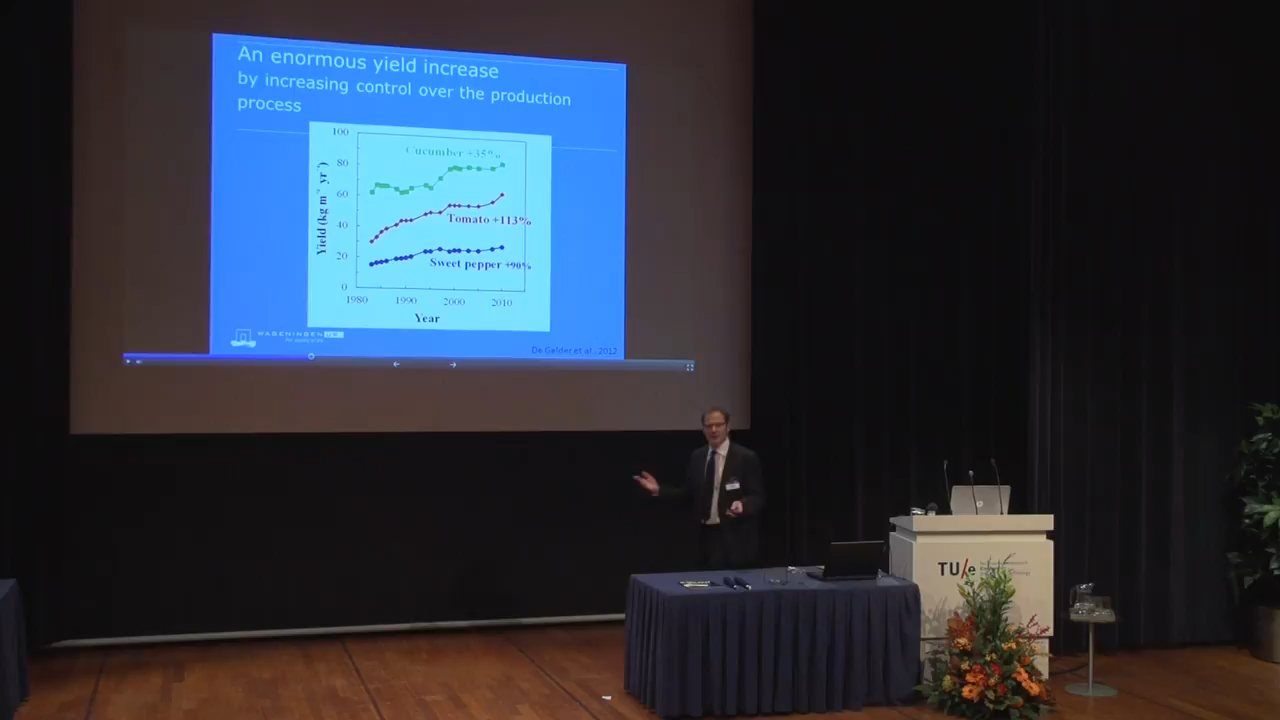 An enormous yield increase
by increasing control over the production
process
100
80
60
40
20
0
Yield (kg m⁻² yr⁻¹)
Cucumber +35%
Tomato +113%
Sweet pepper +90%
1980 1990 2000 2010
Year
WAGENINGEN UR
De Gelder et al., 2012
TU/e